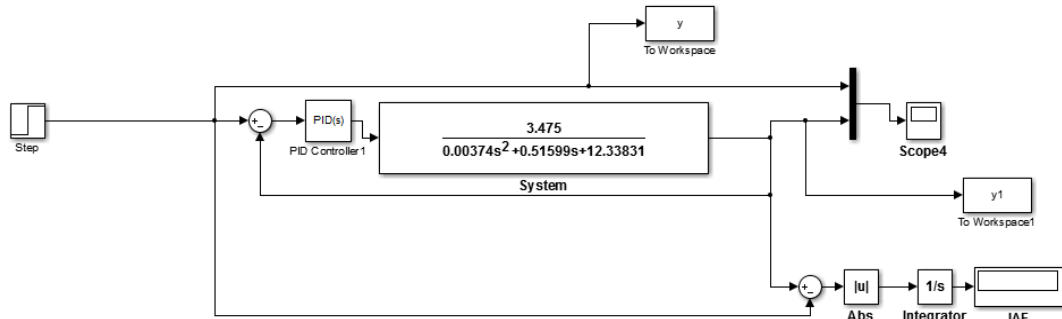 y
To Workspace
Step
+
-
PID(s)
PID Controller1
3.475
0.00374s2+0.51599s+12.33831
System
Scope4
y1
To Workspace1
+
-
|u|
Abs
1/s
Integrator
IAE